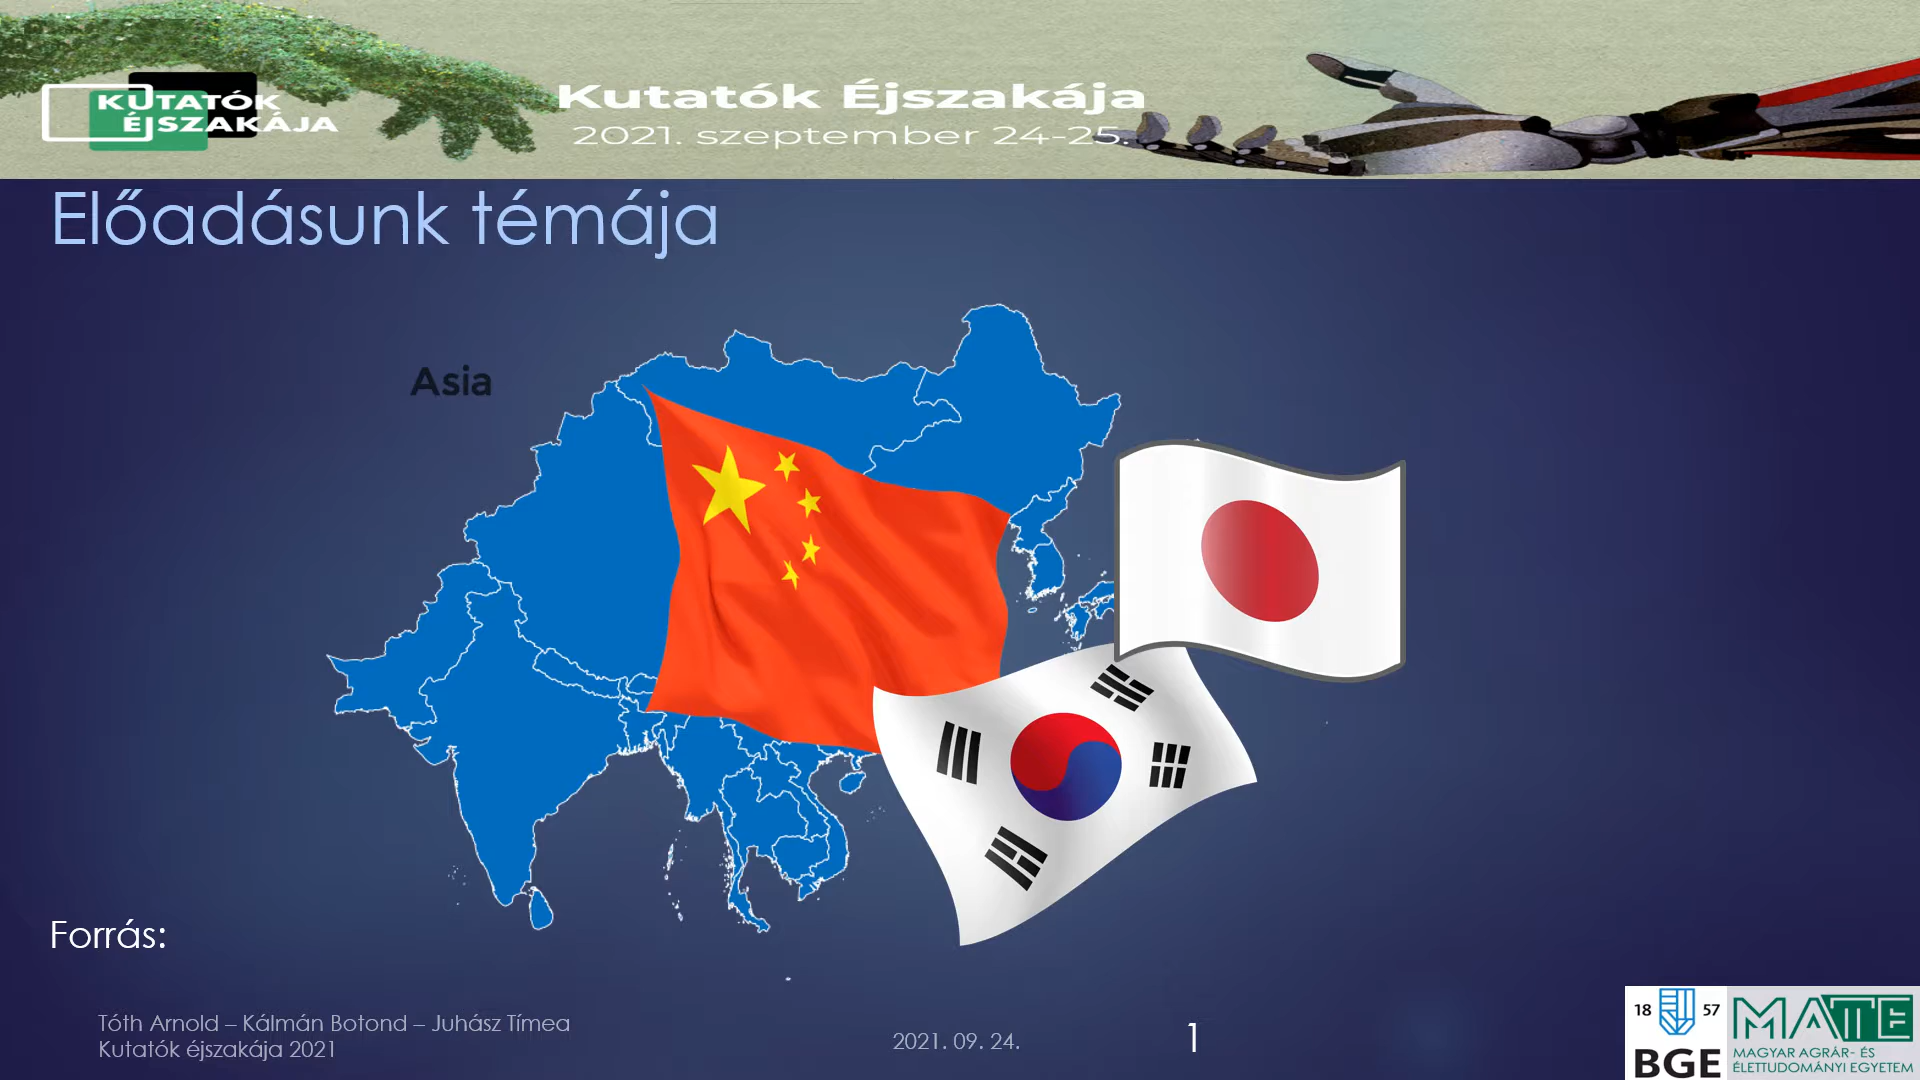 KUTATÓK
ÉJSZAKÁJA
Kutatók Éjszakája
2021. szeptember 24-25.
Előadásunk témája
Asia
Forrás:
Tóth Arnold – Kálmán Botond – Juhász Tímea
Kutatók éjszakája 2021
2021. 09. 24.
1
18 57
BGE
MATE
MAGYAR AGRÁR- ÉS
ÉLETTUDOMÁNYI EGYETEM